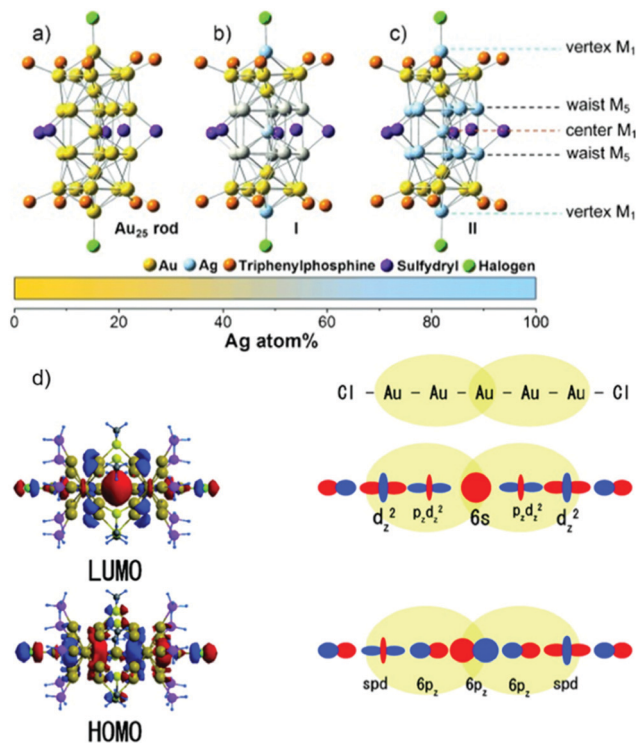 a)
b)
c)
vertex M1
waist M5
center M1
waist M5
vertex M1
Au25 rod
I
II
Au Ag Triphenylphosphine Sulfydryl Halogen
0 20 40 60 80 100
Ag atom%
d)
Cl - Au - Au - Au - Au - Au - Cl
dz2 pzdz2 6s pzdz2 dz2
LUMO
spd 6pz 6pz 6pz spd
HOMO